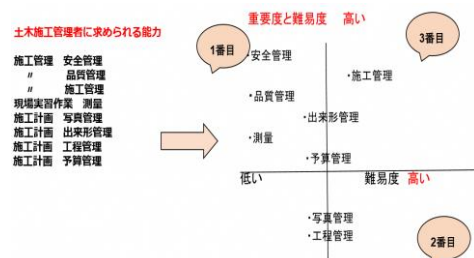 土木施工管理者に求められる能力
施工管理　安全管理
〃　品質管理
〃　施工管理
現場実習作業　測量
施工計画　写真管理
施工計画　出来形管理
施工計画　工程管理
施工計画　予算管理
重要度と難易度　高い
1番目
3番目
・安全管理
・施工管理
・品質管理
・出来形管理
・測量
・予算管理
低い
難易度　高い
・写真管理
・工程管理
2番目